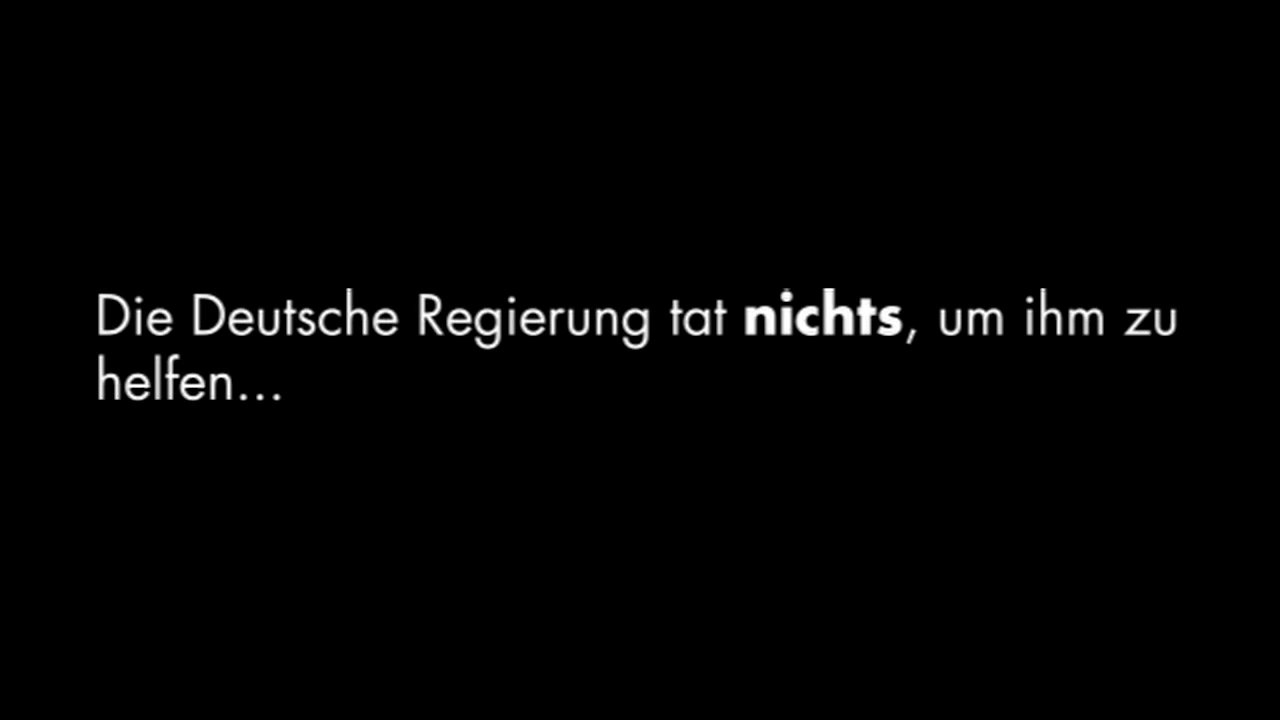 Die Deutsche Regierung tat nichts, um ihm zu
helfen...